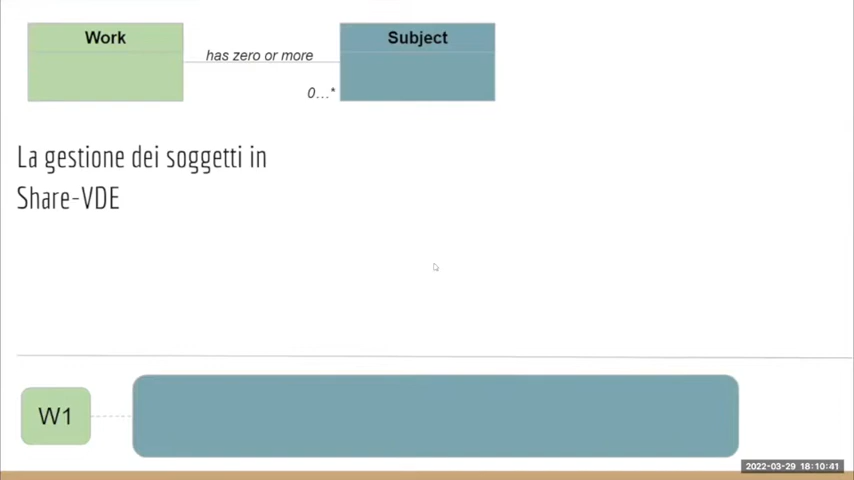 Work
Subject
has zero or more
0...*
La gestione dei soggetti in
Share-VDE
W1
2022-03-29 18:10:41